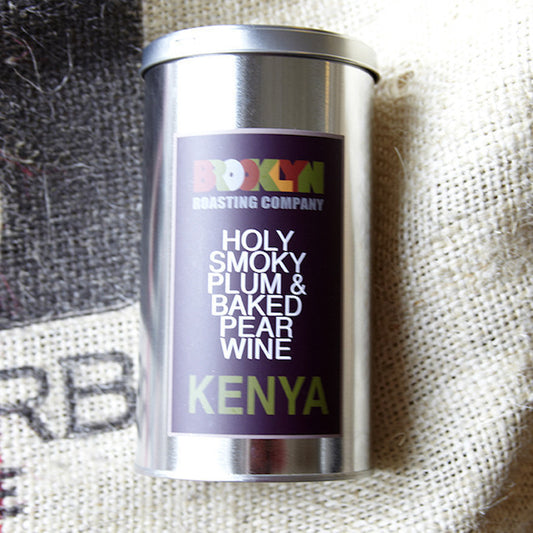 BROOKLYN
ROASTING COMPANY
HOLY
SMOKY
PLUM &
BAKED
PEAR
WINE
KENYA
RB